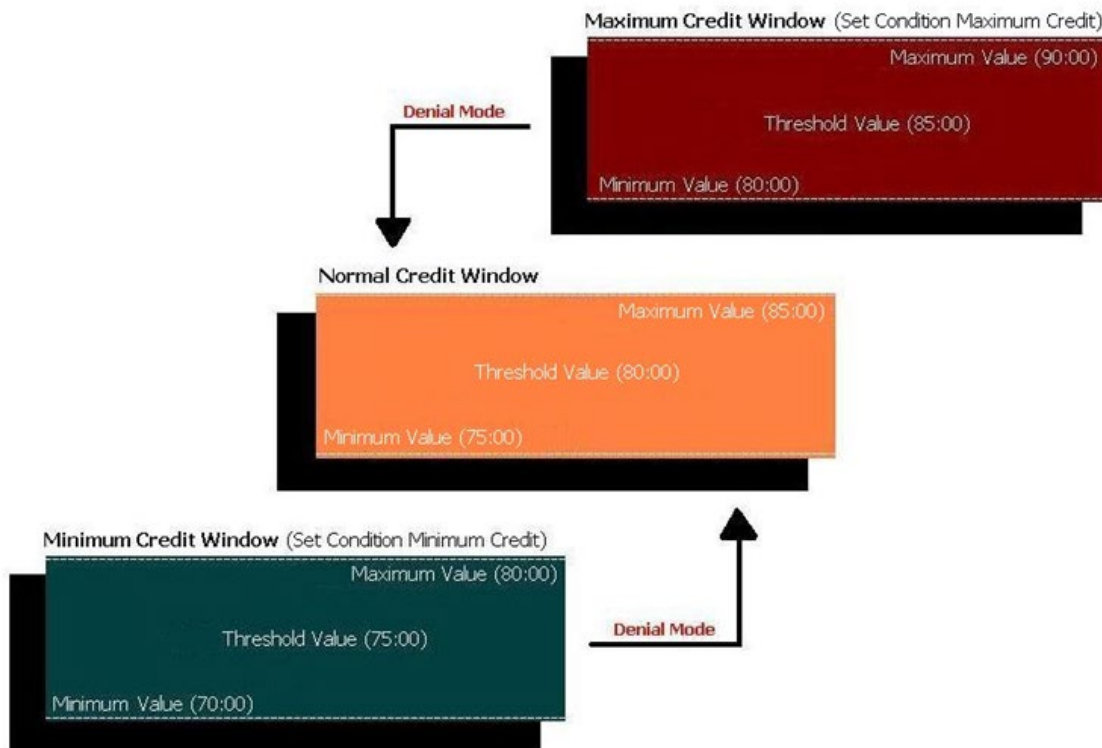 Maximum Credit Window (Set Condition Maximum Credit)
Maximum Value (90:00)
Denial Mode
Threshold Value (85:00)
Minimum Value (80:00)
Normal Credit Window
Maximum Value (85:00)
Threshold Value (80:00)
Minimum Value (75:00)
Minimum Credit Window (Set Condition Minimum Credit)
Maximum Value (80:00)
Threshold Value (75:00)
Denial Mode
Minimum Value (70:00)